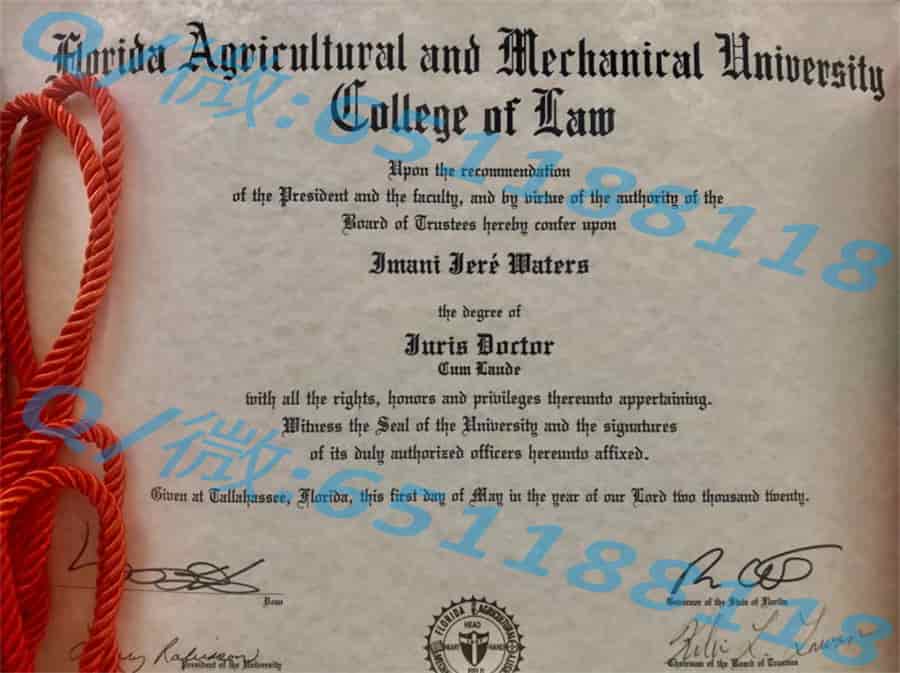 Florida Agricultural and Mechanical University
College of Law
Upon the recommendation
of the President and the faculty, and by virtue of the authority of the
Board of Trustees hereby confer upon
Imani Jeré Waters
the degree of
Juris Doctor
Cum Laude
with all the rights, honors and privileges thereunto appertaining.
Witness the Seal of the University and the signatures
of its duly authorized officers hereunto affixed.
Given at Tallahassee, Florida, this first day of May in the year of our Lord two thousand twenty.
Dean
Governor of the State of Florida
President of the University
Chairman of the Board of Trustees
FLORIDA AGRICULTURAL
HEAD
HEART
HAND
Q/微:651188118
Q/微:651188118